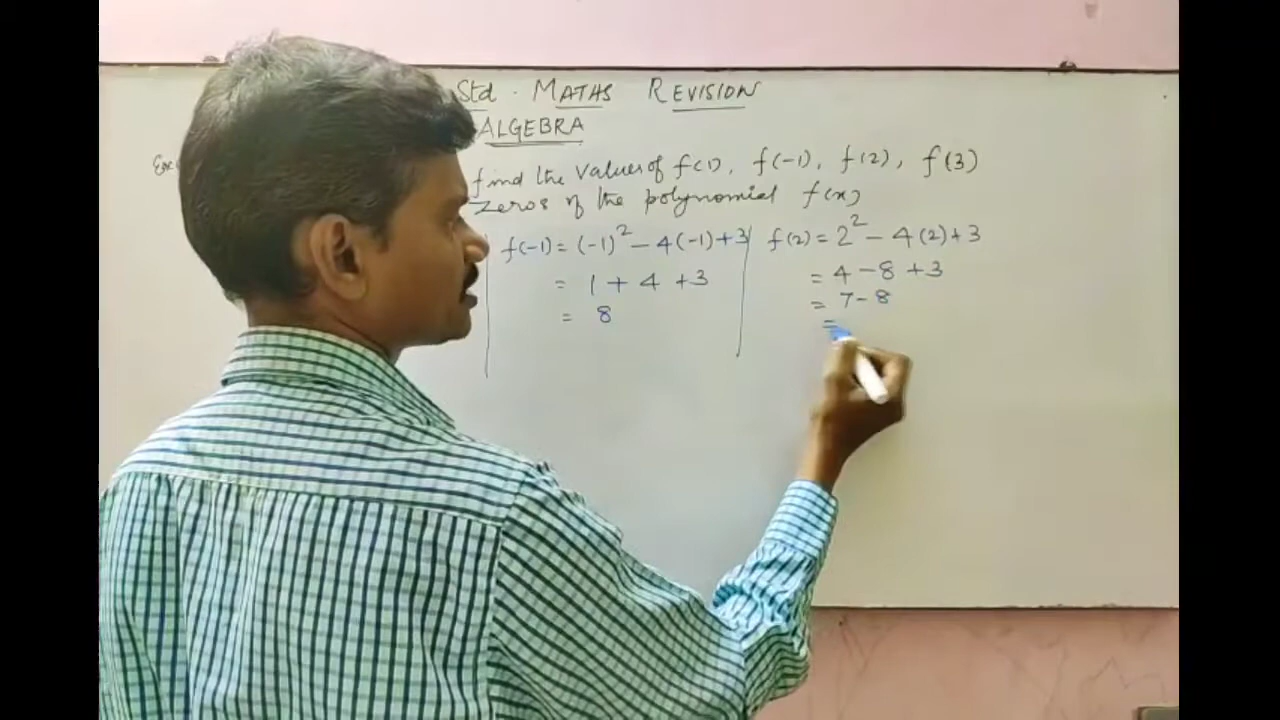 Std . MATHS REVISION
ALGEBRA
find the values of f(1), f(-1), f(2), f(3)
Zeros of the polynomial f(x)
f(-1) = (-1)² - 4(-1)+3
= 1 + 4 + 3
= 8
f(2) = 2² - 4(2)+3
= 4 - 8 + 3
= 7 - 8
=